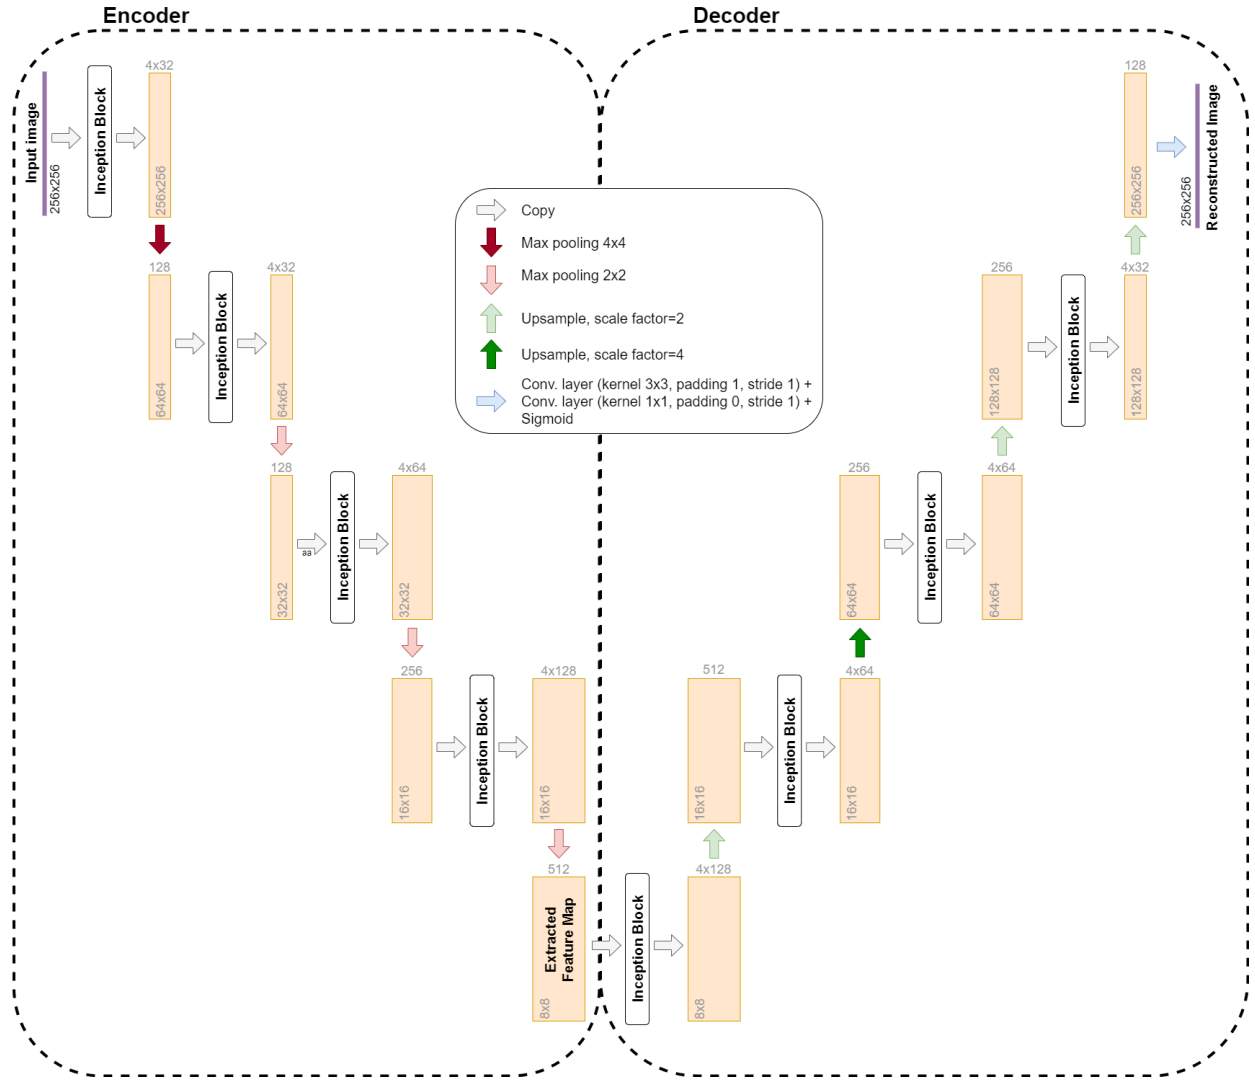 Encoder
Decoder
Input image
256x256
Inception Block
4x32
256x256
128
64x64
Inception Block
4x32
64x64
128
32x32
aa
Inception Block
4x64
32x32
256
16x16
Inception Block
4x128
16x16
512
Extracted
Feature Map
8x8
Inception Block
4x128
8x8
512
16x16
Inception Block
4x64
16x16
256
64x64
Inception Block
4x64
64x64
256
128x128
Inception Block
4x32
128x128
128
256x256
256x256
Reconstructed Image
Copy
Max pooling 4x4
Max pooling 2x2
Upsample, scale factor=2
Upsample, scale factor=4
Conv. layer (kernel 3x3, padding 1, stride 1) +
Conv. layer (kernel 1x1, padding 0, stride 1) +
Sigmoid